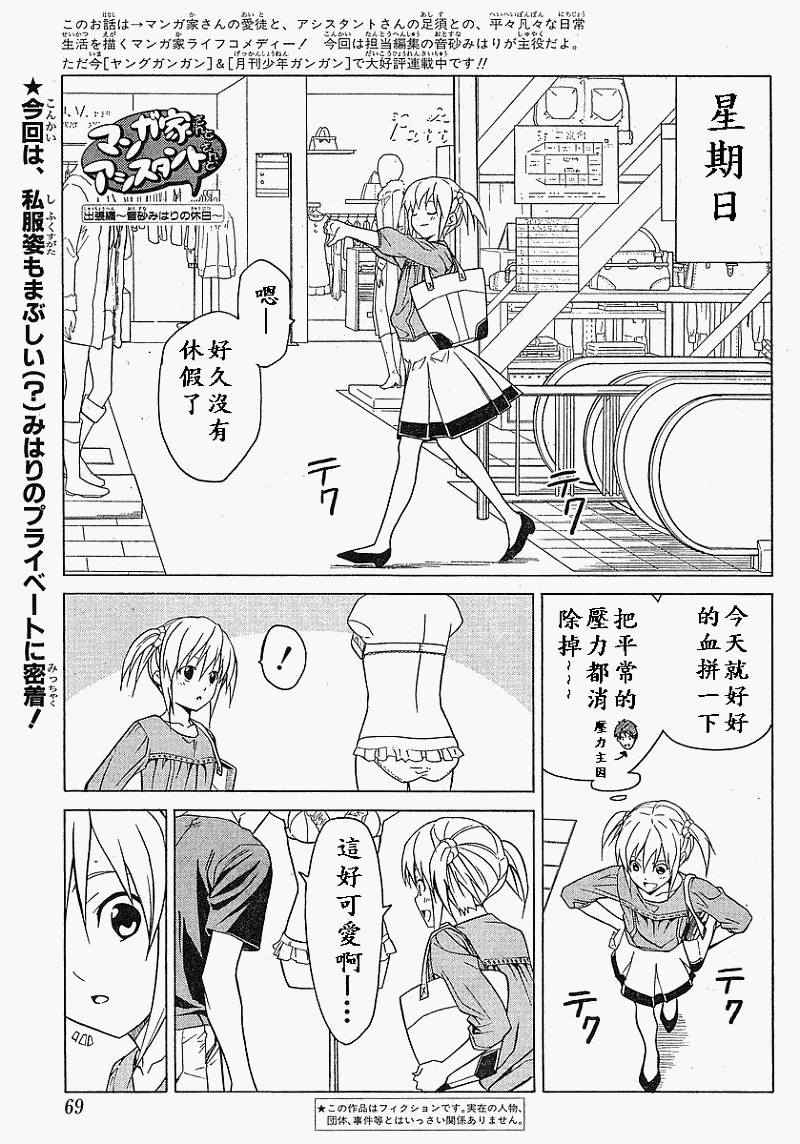 このお話は→マンガ家さんの愛徒と、アシスタントさんの足須との、平々凡々な日常
生活を描くマンガ家ライフコメディー! 今回は担当編集の音砂みはりが主役だよ。
ただ今[ヤングガンガン]&[月刊少年ガンガン]で大好評連載中です!!
★今回は、私服姿もまぶしい(?)みはりのプライベートに密着!
マンガ家さんと
アシスタントさんと
出張編~音砂みはりの休日~
星期日
嗯——
好久沒有
休假了
テク
テク
今天就好好
的血拼一下
把平常的
壓力都消
除掉~~~
壓力主因
!
テク
テク
這好可愛啊—…
69
★この作品はフィクションです。実在の人物、
団体、事件等とはいっさい関係ありません。